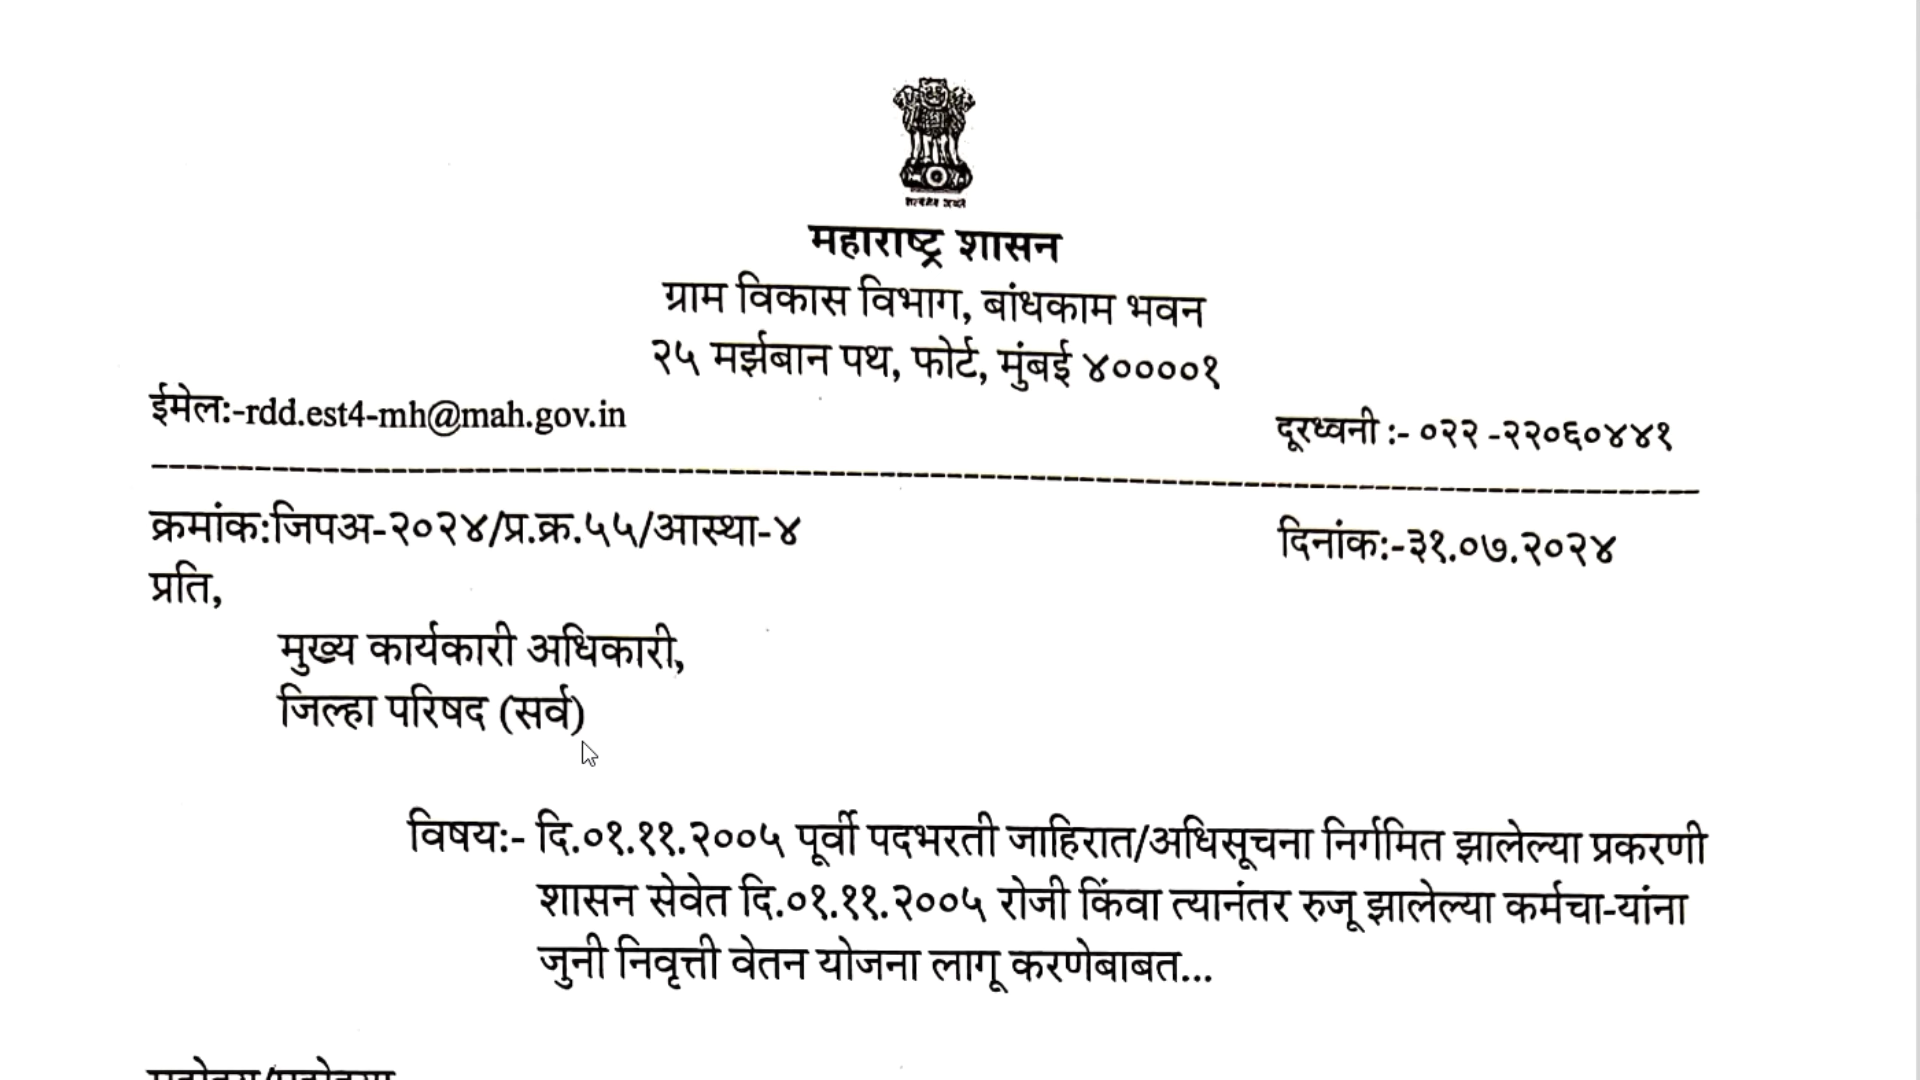 महाराष्ट्र शासन
ग्राम विकास विभाग, बांधकाम भवन
२५ मर्झबान पथ, फोर्ट, मुंबई ४००००१
ईमेल:-rdd.est4-mh@mah.gov.in
दूरध्वनी :- ०२२ -२२०६०४४१
क्रमांक:जिपअ-२०२४/प्र.क्र.५५/आस्था-४
दिनांक:-३१.०७.२०२४
प्रति,
मुख्य कार्यकारी अधिकारी,
जिल्हा परिषद (सर्व)
विषय:- दि.०१.११.२००५ पूर्वी पदभरती जाहिरात/अधिसूचना निर्गमित झालेल्या प्रकरणी
शासन सेवेत दि.०१.११.२००५ रोजी किंवा त्यानंतर रुजू झालेल्या कर्मचा-यांना
जुनी निवृत्ती वेतन योजना लागू करणेबाबत...